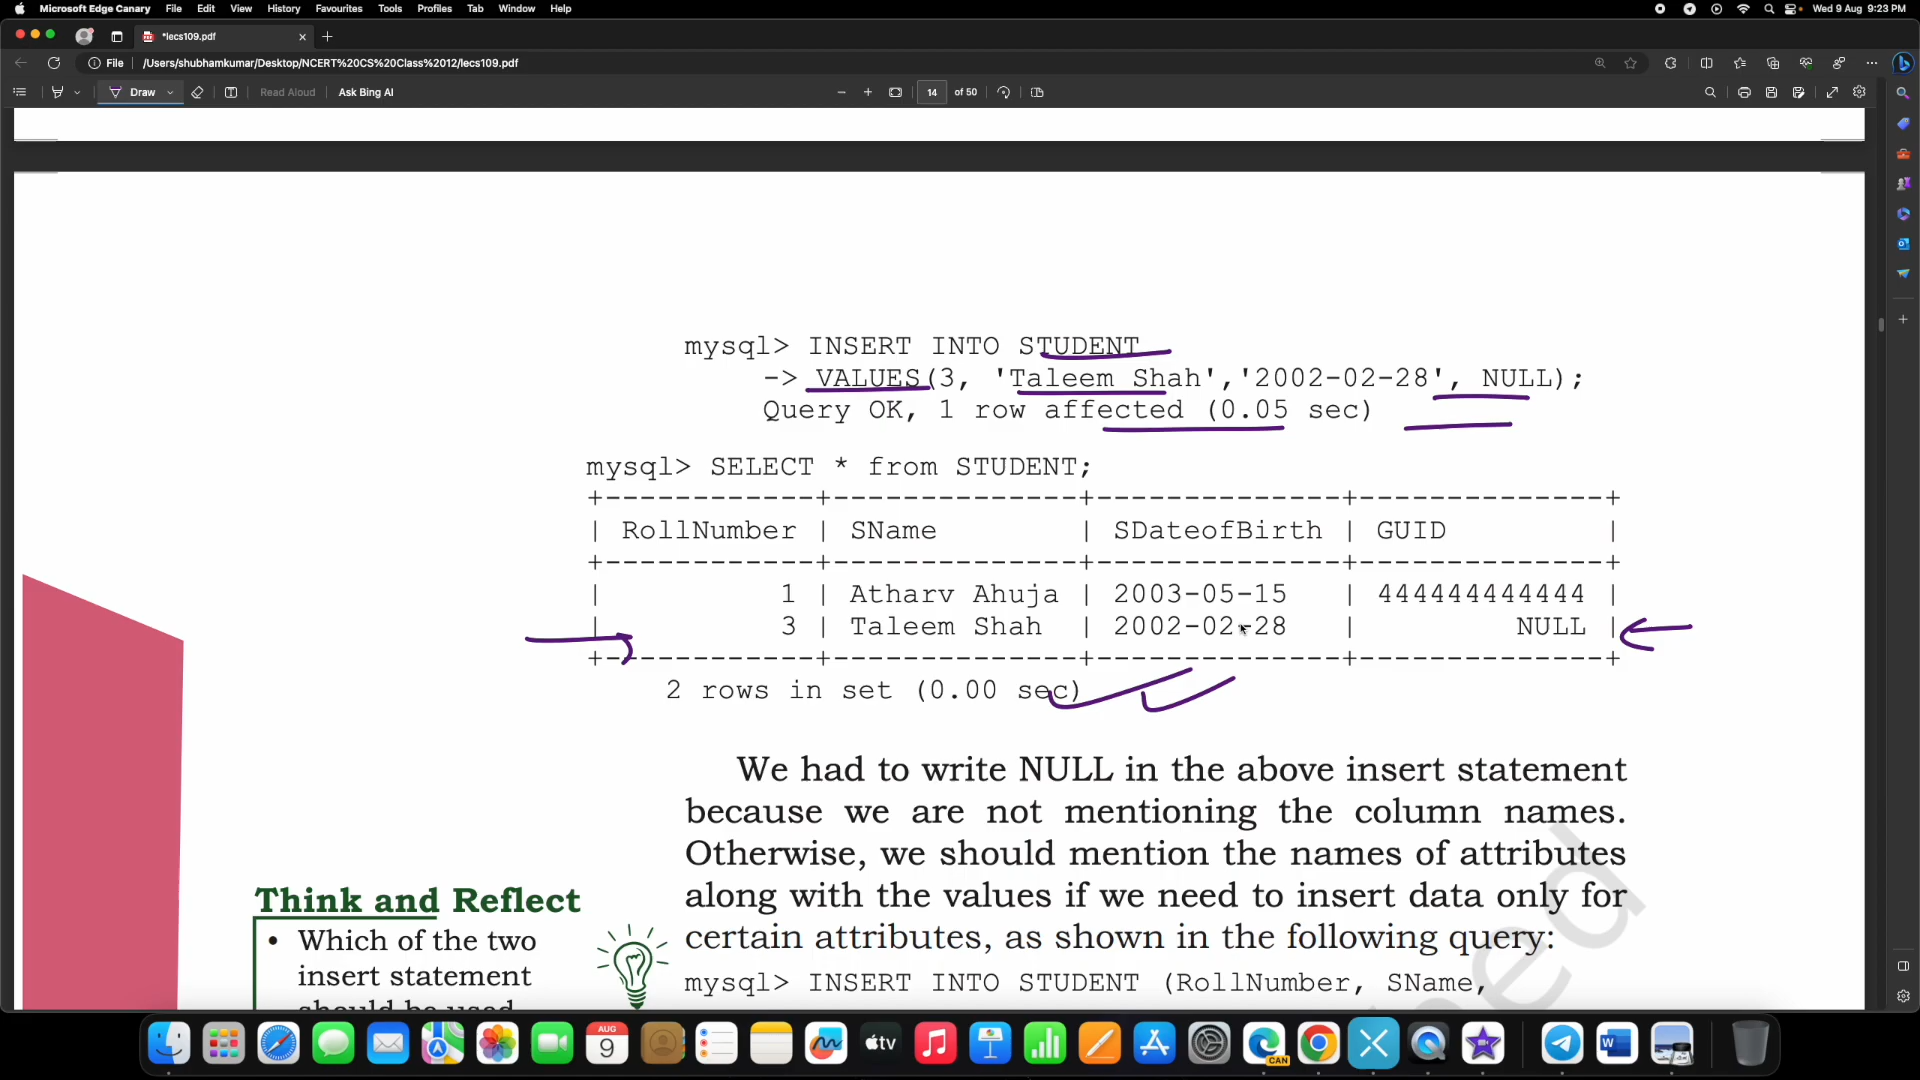 Microsoft Edge Canary File Edit View History Favourites Tools Profiles Tab Window Help Wed 9 Aug 9:23 PM
*lecs109.pdf
File /Users/shubhamkumar/Desktop/NCERT%20CS%20Class%2012/lecs109.pdf
Draw Read Aloud Ask Bing AI 14 of 50
mysql> INSERT INTO STUDENT
-> VALUES(3, 'Taleem Shah','2002-02-28', NULL);
Query OK, 1 row affected (0.05 sec)
mysql> SELECT * from STUDENT;
+------------+--------------+--------------+--------------+
| RollNumber | SName | SDateofBirth | GUID |
+------------+--------------+--------------+--------------+
| 1 | Atharv Ahuja | 2003-05-15 | 444444444444 |
| 3 | Taleem Shah | 2002-02-28 | NULL |
+------------+--------------+--------------+--------------+
2 rows in set (0.00 sec)
We had to write NULL in the above insert statement
because we are not mentioning the column names.
Otherwise, we should mention the names of attributes
along with the values if we need to insert data only for
certain attributes, as shown in the following query:
mysql> INSERT INTO STUDENT (RollNumber, SName,
Think and Reflect
• Which of the two
insert statement
should be used
AUG
9
tv
CAN
W